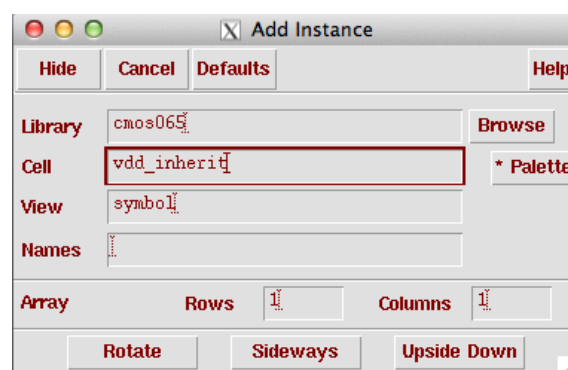 Add Instance
Hide Cancel Defaults Help
Library cmos065 Browse
Cell vdd_inherit * Palette
View symbol
Names
Array Rows 1 Columns 1
Rotate Sideways Upside Down